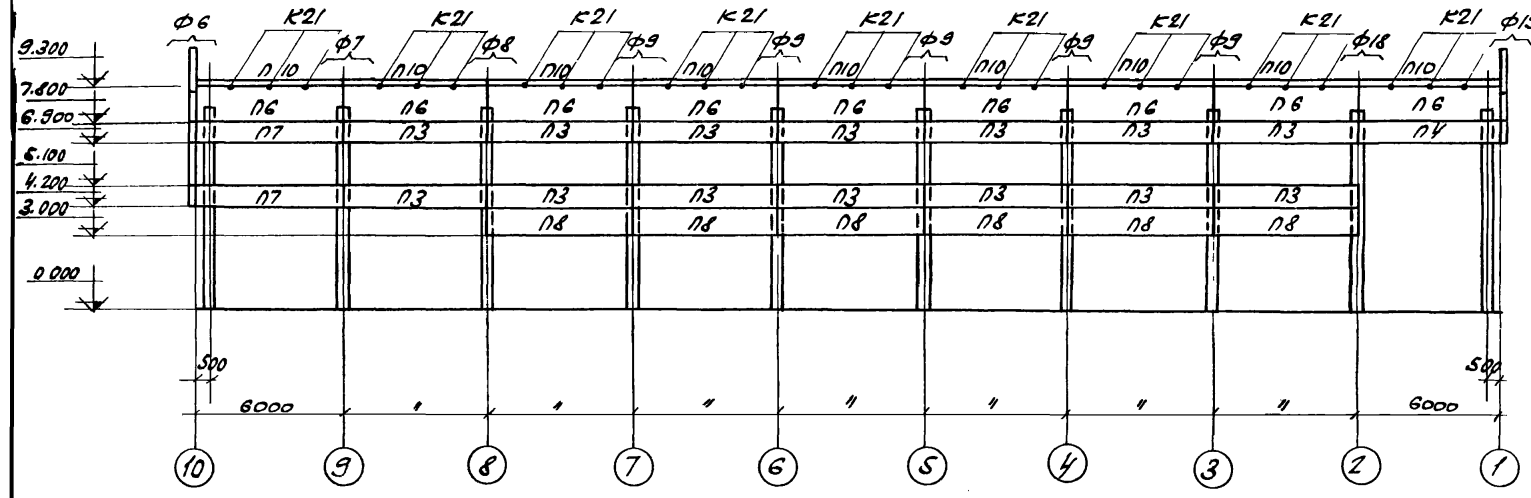 К21 К21 К21 К21 К21 К21 К21 К21 К21
Ф6 Ф7 Ф8 Ф9 Ф9 Ф9 Ф9 Ф9 Ф18
9.300
П10 П10 П10 П10 П10 П10 П10 П10 П10
7.800
П6 П6 П6 П6 П6 П6 П6 П6 П6
6.900
П7 П3 П3 П3 П3 П3 П3 П3 П4
5.100
4.200
П7 П3 П3 П3 П3 П3 П3 П3
3.000
П8 П8 П8 П8 П8 П8
0.000
500 500
6000 " " " " " " " 6000
10 9 8 7 6 5 4 3 2 1